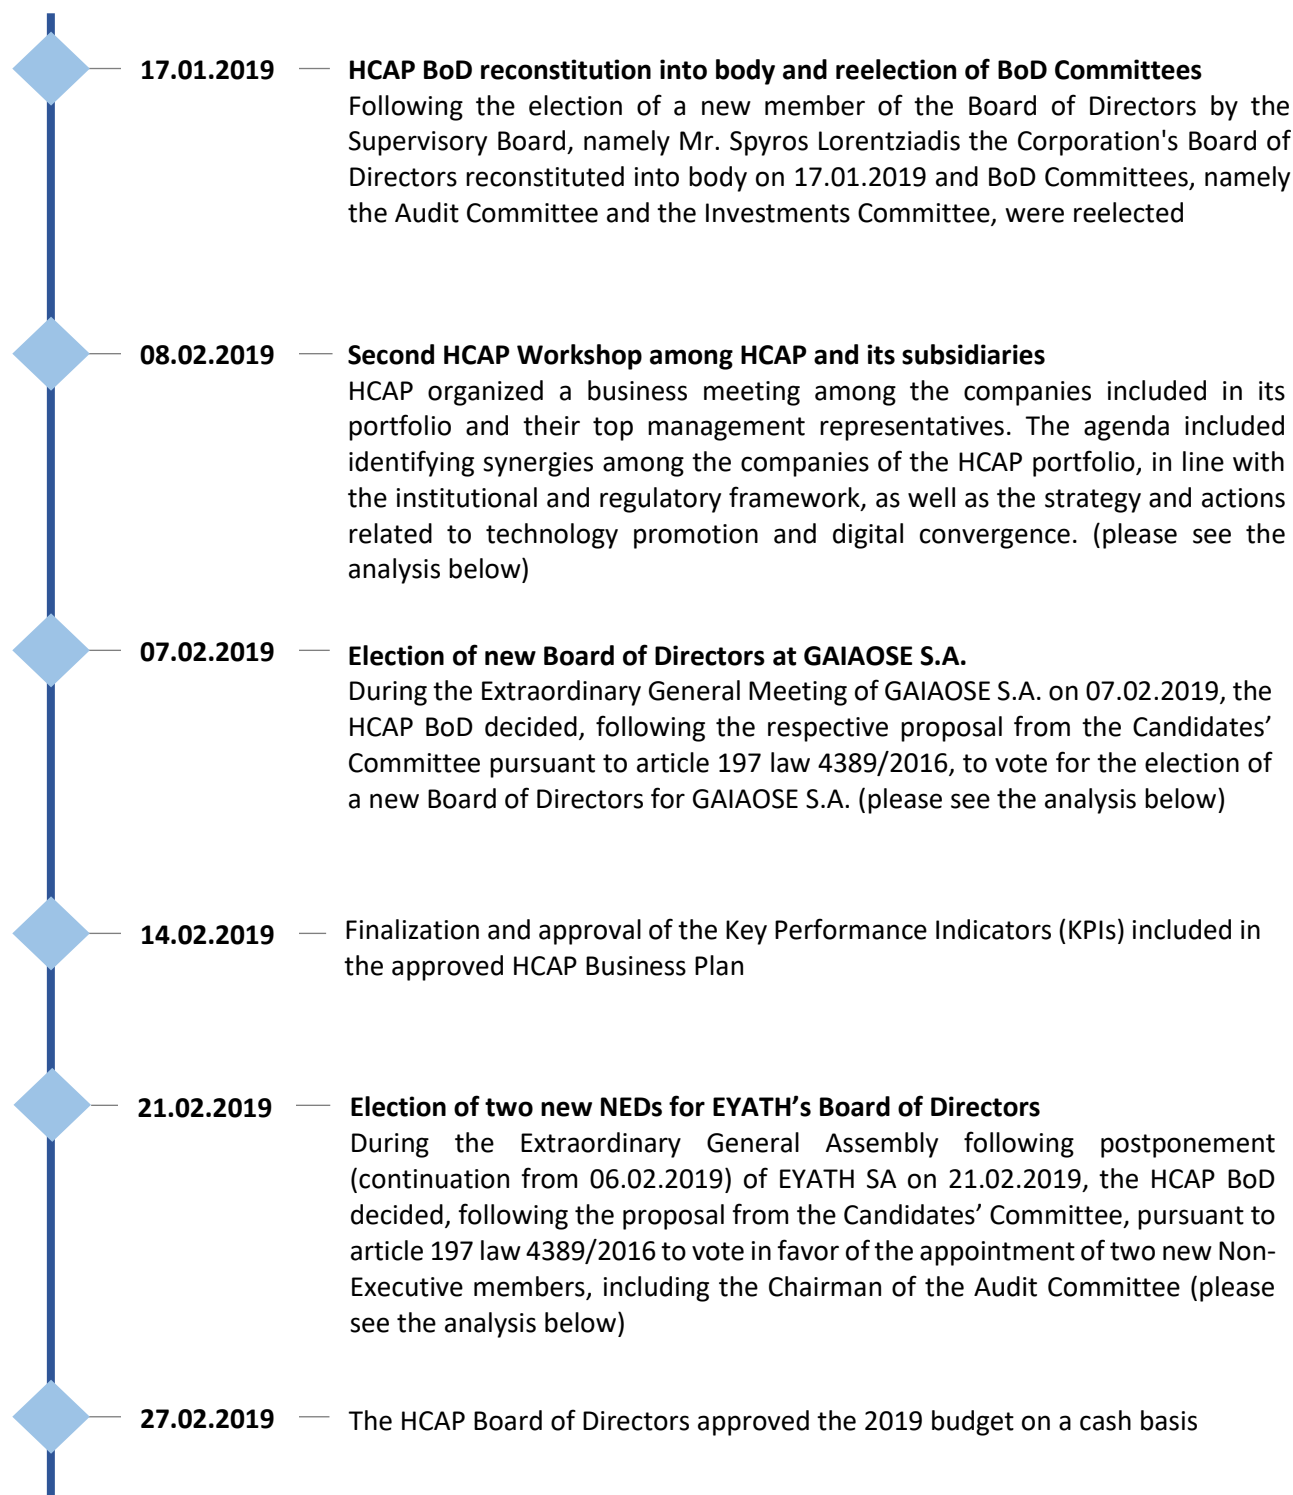 17.01.2019
HCAP BoD reconstitution into body and reelection of BoD Committees
Following the election of a new member of the Board of Directors by the
Supervisory Board, namely Mr. Spyros Lorentziadis the Corporation's Board of
Directors reconstituted into body on 17.01.2019 and BoD Committees, namely
the Audit Committee and the Investments Committee, were reelected
08.02.2019
Second HCAP Workshop among HCAP and its subsidiaries
HCAP organized a business meeting among the companies included in its
portfolio and their top management representatives. The agenda included
identifying synergies among the companies of the HCAP portfolio, in line with
the institutional and regulatory framework, as well as the strategy and actions
related to technology promotion and digital convergence. (please see the
analysis below)
07.02.2019
Election of new Board of Directors at GAIAOSE S.A.
During the Extraordinary General Meeting of GAIAOSE S.A. on 07.02.2019, the
HCAP BoD decided, following the respective proposal from the Candidates’
Committee pursuant to article 197 law 4389/2016, to vote for the election of
a new Board of Directors for GAIAOSE S.A. (please see the analysis below)
14.02.2019
Finalization and approval of the Key Performance Indicators (KPIs) included in
the approved HCAP Business Plan
21.02.2019
Election of two new NEDs for EYATH’s Board of Directors
During the Extraordinary General Assembly following postponement
(continuation from 06.02.2019) of EYATH SA on 21.02.2019, the HCAP BoD
decided, following the proposal from the Candidates’ Committee, pursuant to
article 197 law 4389/2016 to vote in favor of the appointment of two new Non-
Executive members, including the Chairman of the Audit Committee (please
see the analysis below)
27.02.2019
The HCAP Board of Directors approved the 2019 budget on a cash basis